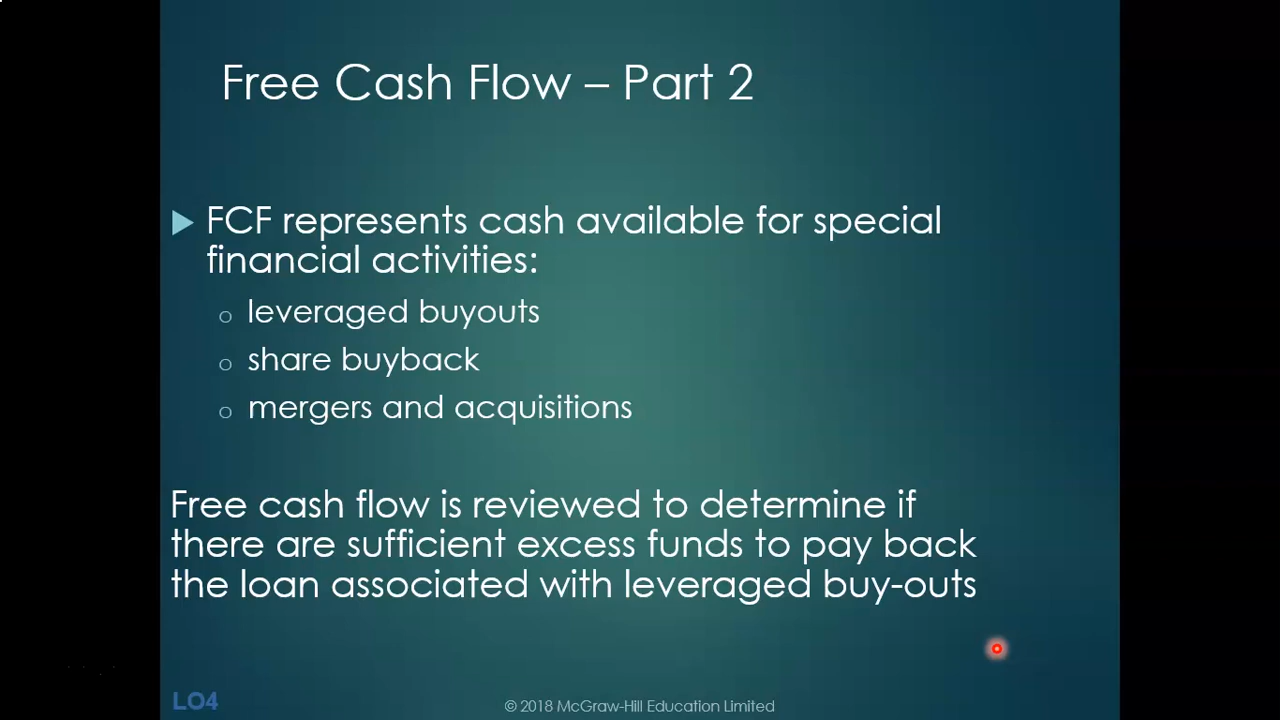 Free Cash Flow – Part 2
FCF represents cash available for special
financial activities:
leveraged buyouts
share buyback
mergers and acquisitions
Free cash flow is reviewed to determine if
there are sufficient excess funds to pay back
the loan associated with leveraged buy-outs
LO4
© 2018 McGraw-Hill Education Limited